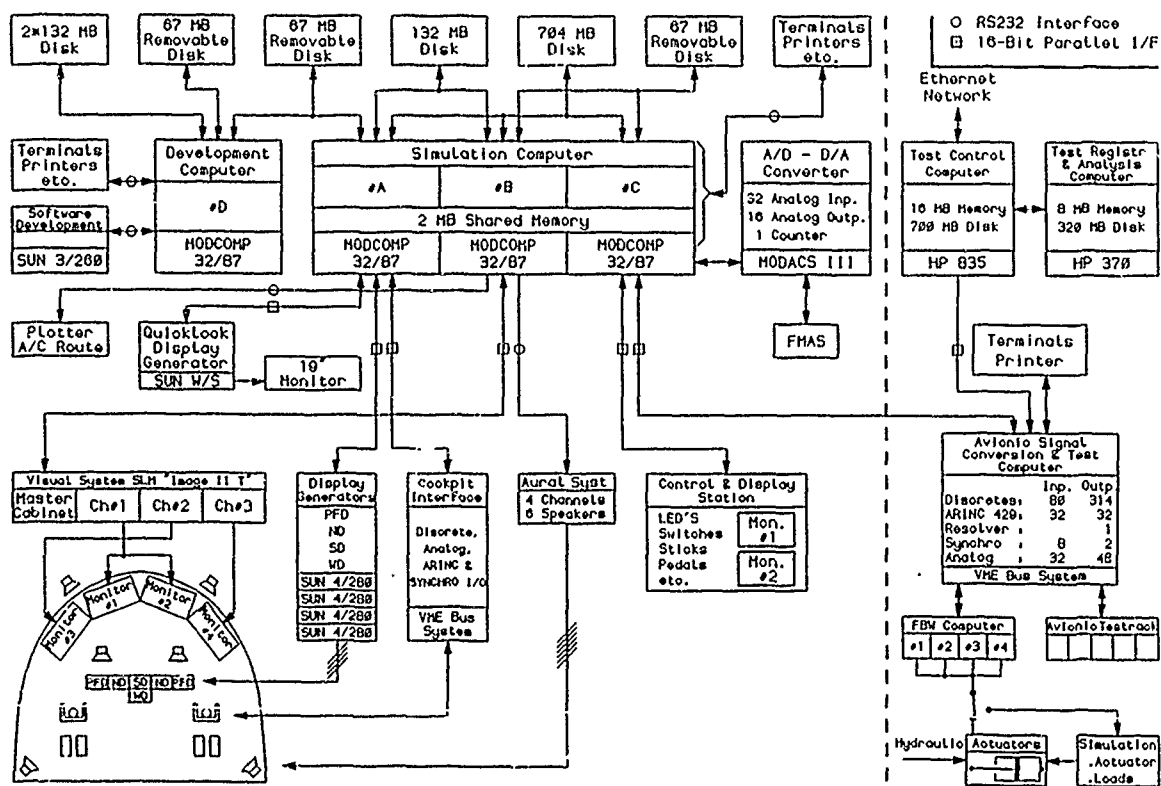 2*132 MB
Disk
67 MB
Removable
Disk
67 MB
Removable
Disk
132 MB
Disk
704 MB
Disk
67 MB
Removable
Disk
Terminals
Printers
etc.
RS232 Interface
16-Bit Parallel I/F
Ethernet
Network
Terminals
Printers
etc.
Development
Computer
#D
MODCOMP
32/87
Software
Development
SUN 3/260
Simulation Computer
#A
#B
#C
2 MB Shared Memory
MODCOMP
32/87
MODCOMP
32/87
MODCOMP
32/87
A/D - D/A
Converter
32 Analog Inp.
16 Analog Outp.
1 Counter
MODACS III
Test Control
Computer
16 MB Memory
700 MB Disk
HP 835
Test Registr
& Analysis
Computer
8 MB Memory
320 MB Disk
HP 370
Plotter
A/C Route
Quicklook
Display
Generator
SUN W/S
19"
Monitor
FMAS
Terminals
Printer
Visual System SLM "Image II T"
Master
Cabinet
Ch#1
Ch#2
Ch#3
Display
Generators
PFD
ND
SD
WD
SUN 4/280
SUN 4/280
SUN 4/280
SUN 4/280
Cockpit
Interface
Discrete,
Analog,
ARINC &
SYNCHRO I/O
VME Bus
System
Aural Syst
4 Channels
6 Speakers
Control & Display
Station
LED'S
Switches
Sticks
Pedals
etc.
Mon.
#1
Mon.
#2
Avionic Signal
Conversion & Test
Computer
Inp. Outp.
Discretes: 80 314
ARINC 429: 32 32
Resolver : 1
Synchro : 8 2
Analog : 32 48
VME Bus System
Monitor
#3
Monitor
#1
Monitor
#2
Monitor
#4
PFD ND SD ND PFD
WD
FBW Computer
#1 #2 #3 #4
Avionic Testrack
Hydraulic
Actuators
Simulation
.Actuator
.Loads